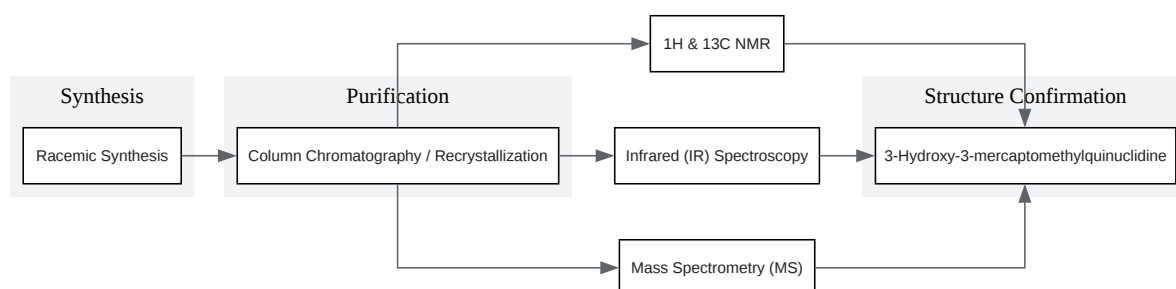 1H & 13C NMR
Synthesis
Purification
Structure Confirmation
Racemic Synthesis
Column Chromatography / Recrystallization
Infrared (IR) Spectroscopy
3-Hydroxy-3-mercaptomethylquinuclidine
Mass Spectrometry (MS)